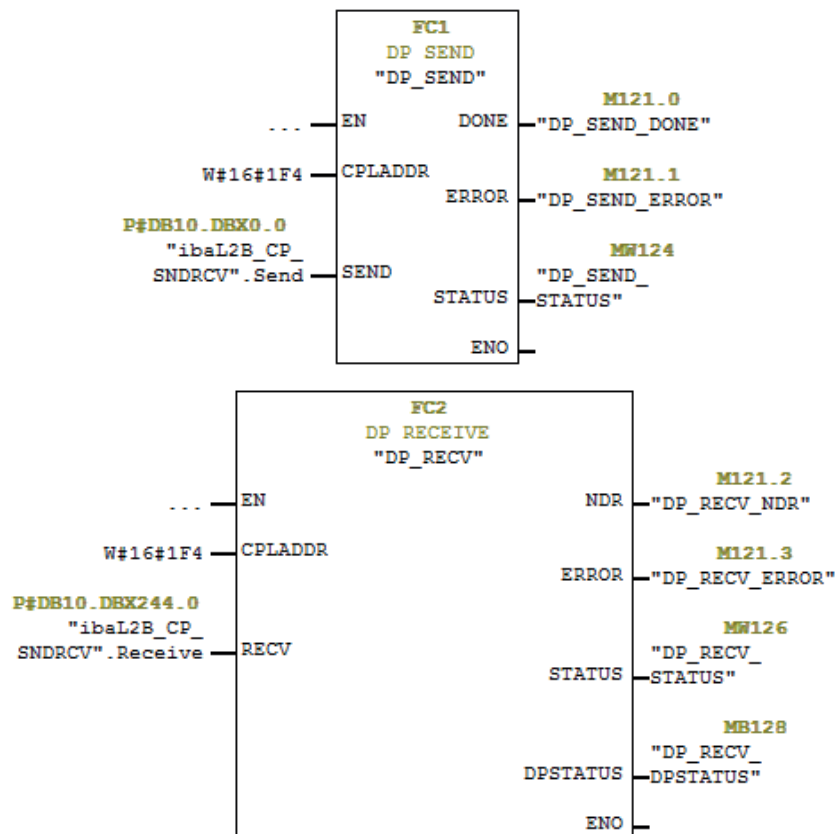 FC1
DP SEND
"DP_SEND"
M121.0
... EN DONE "DP_SEND_DONE"
W#16#1F4 CPLADDR
M121.1
ERROR "DP_SEND_ERROR"
P#DB10.DBX0.0
"ibaL2B_CP_
SNDRCV".Send SEND
MW124
"DP_SEND_
STATUS STATUS"
ENO
FC2
DP RECEIVE
"DP_RECV"
M121.2
... EN NDR "DP_RECV_NDR"
W#16#1F4 CPLADDR
M121.3
ERROR "DP_RECV_ERROR"
P#DB10.DBX244.0
"ibaL2B_CP_
SNDRCV".Receive RECV
MW126
"DP_RECV_
STATUS STATUS"
MB128
"DP_RECV_
DPSTATUS DPSTATUS"
ENO